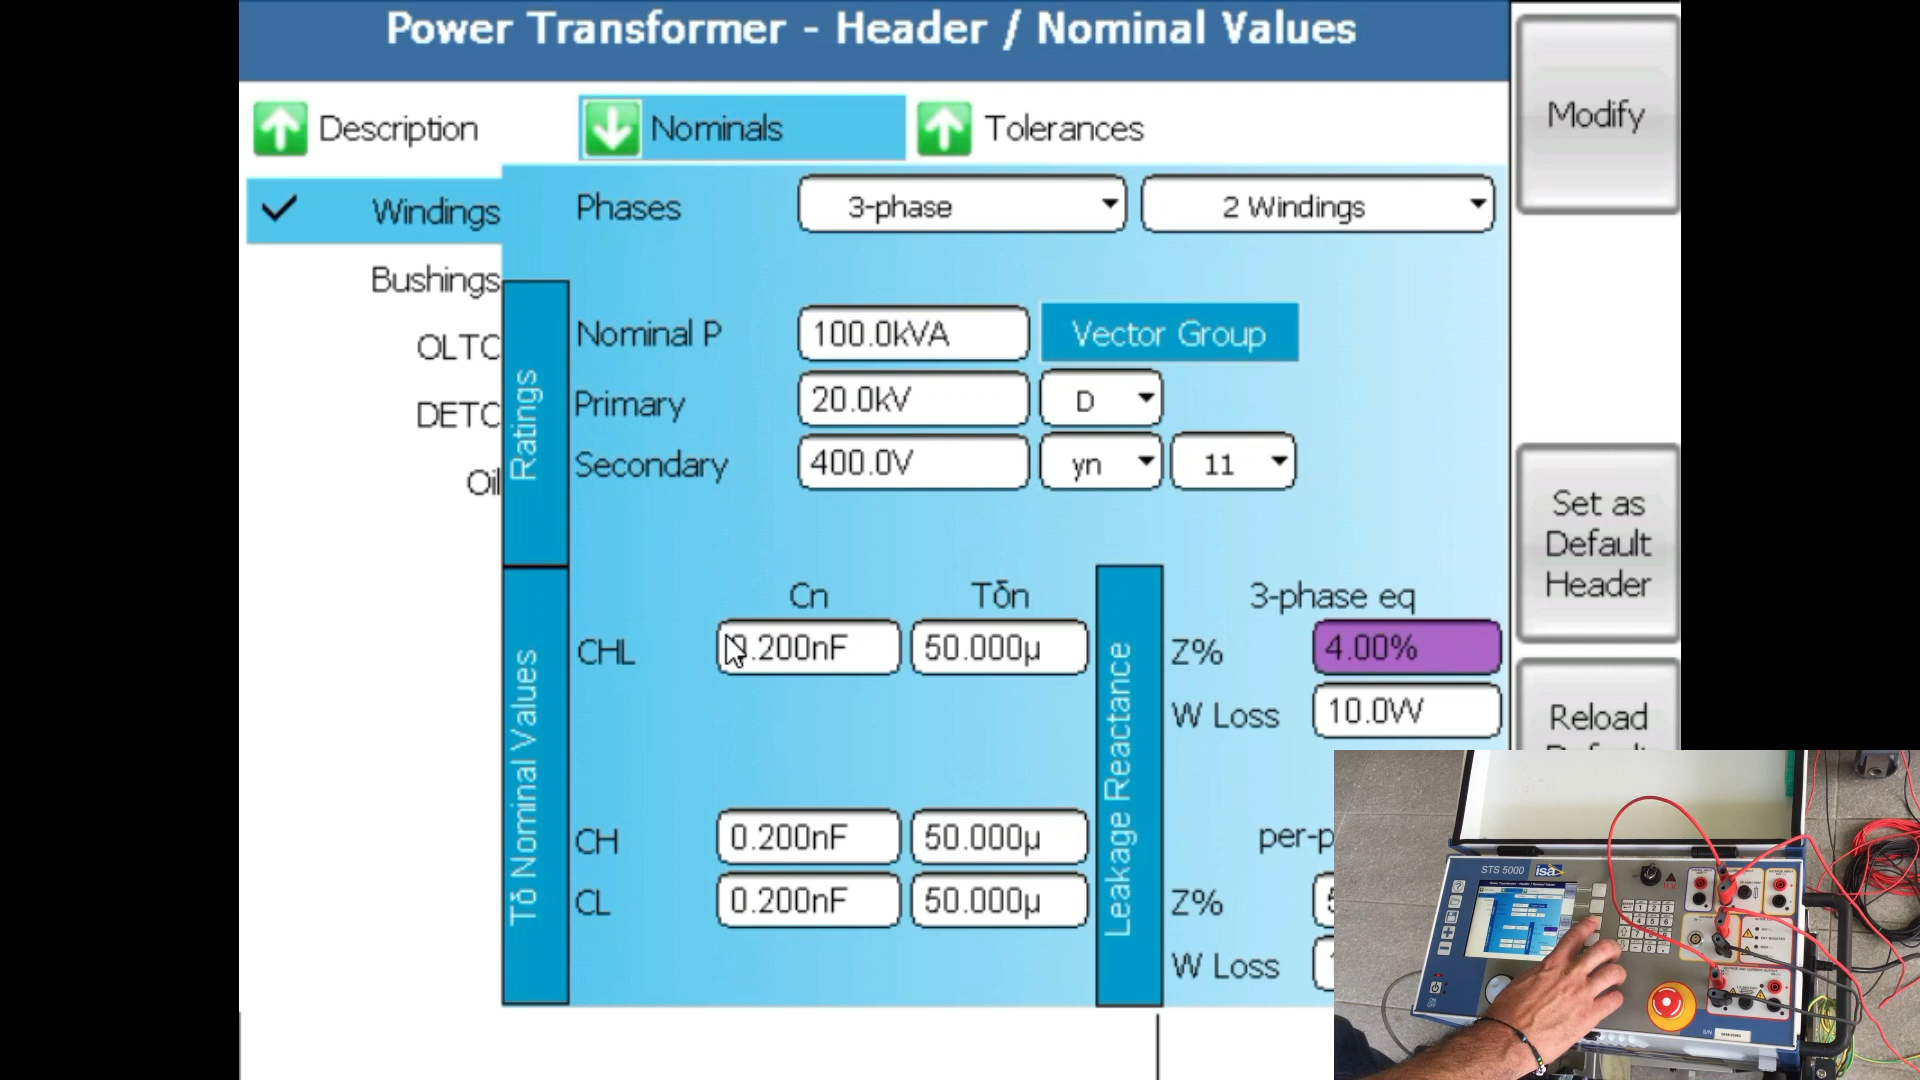 Power Transformer - Header / Nominal Values
Description
Nominals
Tolerances
Modify
Windings
Phases
3-phase
2 Windings
Bushings
OLTC
DETC
Oil
Ratings
Nominal P
100.0kVA
Vector Group
Primary
20.0kV
D
Secondary
400.0V
yn
11
Set as
Default
Header
Tδ Nominal Values
Cn
Tδn
CHL
.200nF
50.000µ
CH
0.200nF
50.000µ
CL
0.200nF
50.000µ
Leakage Reactance
3-phase eq
Z%
4.00%
W Loss
10.0W
per-p
Z%
W Loss
Reload
STS 5000
isa